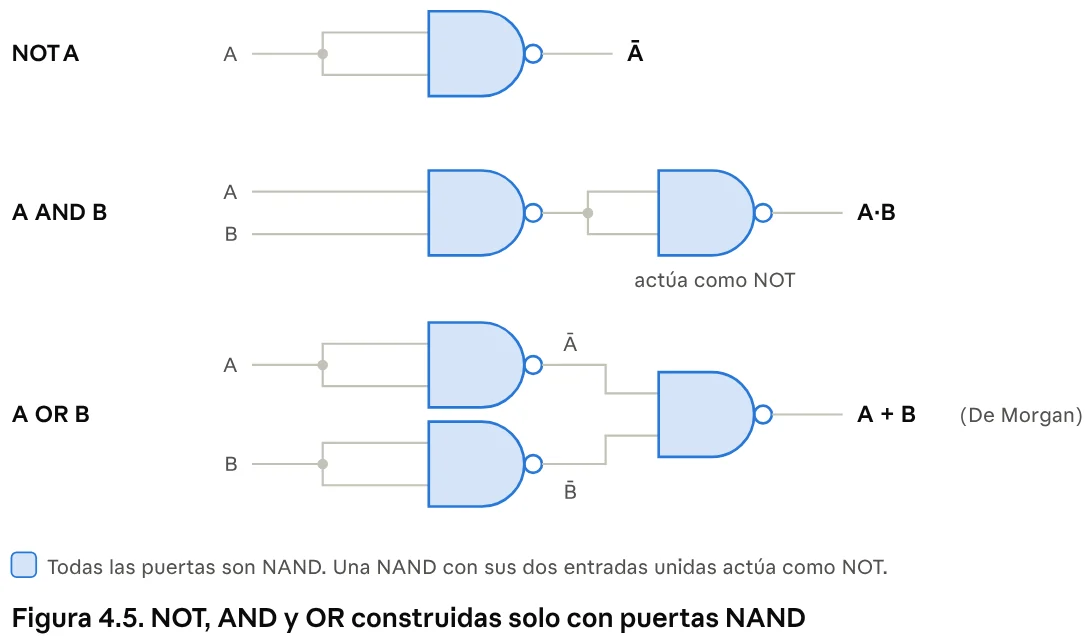 NOT A
A
Ā
A AND B
A
B
A·B
actúa como NOT
A OR B
A
B
Ā
B̄
A + B (De Morgan)
Todas las puertas son NAND. Una NAND con sus dos entradas unidas actúa como NOT.
Figura 4.5. NOT, AND y OR construidas solo con puertas NAND